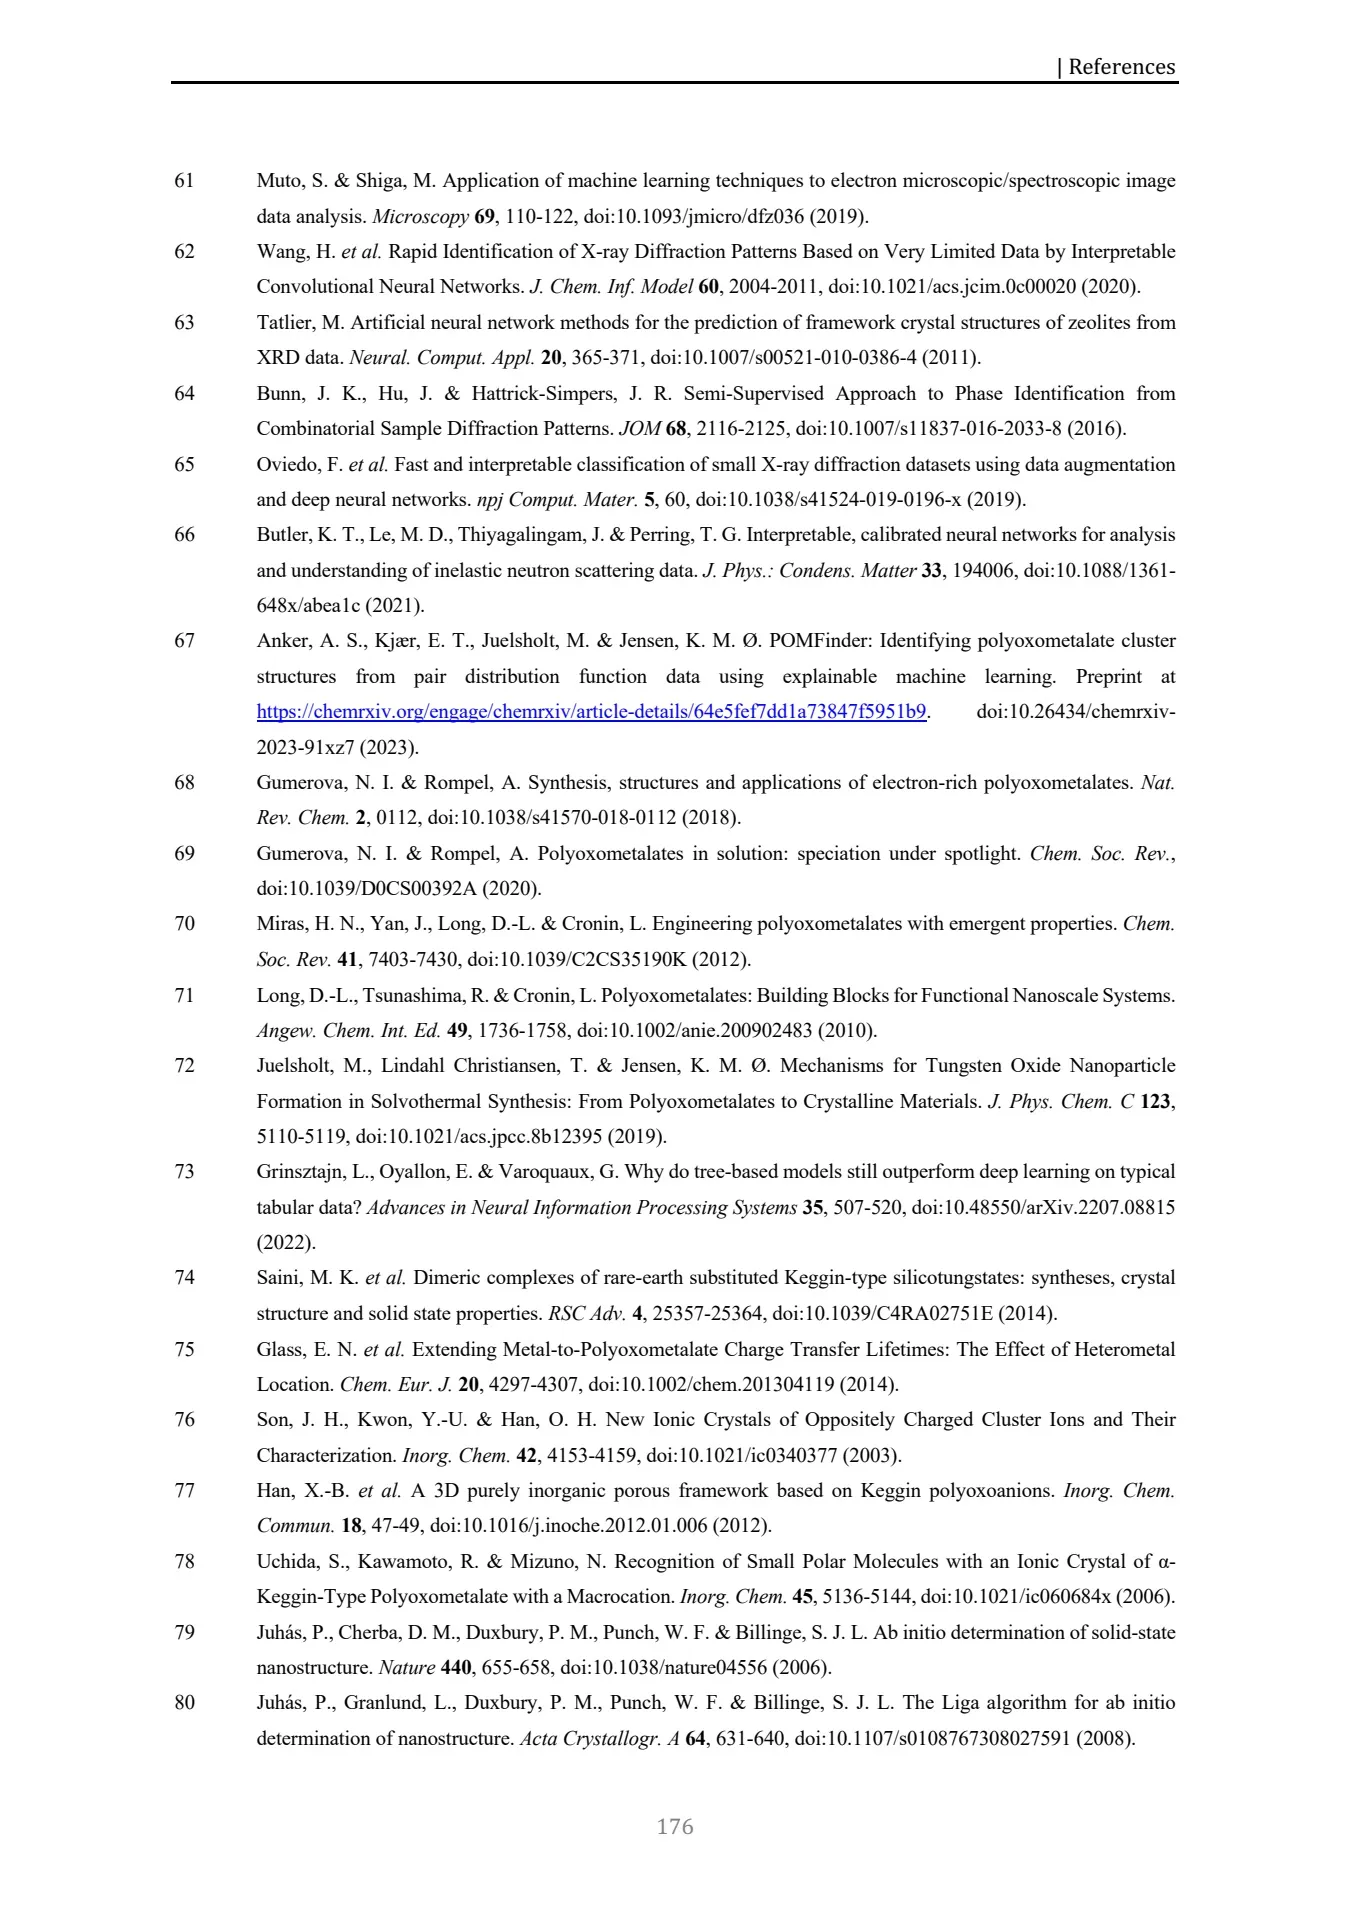 | References
61 Muto, S. & Shiga, M. Application of machine learning techniques to electron microscopic/spectroscopic image
data analysis. Microscopy 69, 110-122, doi:10.1093/jmicro/dfz036 (2019).
62 Wang, H. et al. Rapid Identification of X-ray Diffraction Patterns Based on Very Limited Data by Interpretable
Convolutional Neural Networks. J. Chem. Inf. Model 60, 2004-2011, doi:10.1021/acs.jcim.0c00020 (2020).
63 Tatlier, M. Artificial neural network methods for the prediction of framework crystal structures of zeolites from
XRD data. Neural. Comput. Appl. 20, 365-371, doi:10.1007/s00521-010-0386-4 (2011).
64 Bunn, J. K., Hu, J. & Hattrick-Simpers, J. R. Semi-Supervised Approach to Phase Identification from
Combinatorial Sample Diffraction Patterns. JOM 68, 2116-2125, doi:10.1007/s11837-016-2033-8 (2016).
65 Oviedo, F. et al. Fast and interpretable classification of small X-ray diffraction datasets using data augmentation
and deep neural networks. npj Comput. Mater. 5, 60, doi:10.1038/s41524-019-0196-x (2019).
66 Butler, K. T., Le, M. D., Thiyagalingam, J. & Perring, T. G. Interpretable, calibrated neural networks for analysis
and understanding of inelastic neutron scattering data. J. Phys.: Condens. Matter 33, 194006, doi:10.1088/1361-
648x/abea1c (2021).
67 Anker, A. S., Kjær, E. T., Juelsholt, M. & Jensen, K. M. Ø. POMFinder: Identifying polyoxometalate cluster
structures from pair distribution function data using explainable machine learning. Preprint at
https://chemrxiv.org/engage/chemrxiv/article-details/64e5fef7dd1a73847f5951b9. doi:10.26434/chemrxiv-
2023-91xz7 (2023).
68 Gumerova, N. I. & Rompel, A. Synthesis, structures and applications of electron-rich polyoxometalates. Nat.
Rev. Chem. 2, 0112, doi:10.1038/s41570-018-0112 (2018).
69 Gumerova, N. I. & Rompel, A. Polyoxometalates in solution: speciation under spotlight. Chem. Soc. Rev.,
doi:10.1039/D0CS00392A (2020).
70 Miras, H. N., Yan, J., Long, D.-L. & Cronin, L. Engineering polyoxometalates with emergent properties. Chem.
Soc. Rev. 41, 7403-7430, doi:10.1039/C2CS35190K (2012).
71 Long, D.-L., Tsunashima, R. & Cronin, L. Polyoxometalates: Building Blocks for Functional Nanoscale Systems.
Angew. Chem. Int. Ed. 49, 1736-1758, doi:10.1002/anie.200902483 (2010).
72 Juelsholt, M., Lindahl Christiansen, T. & Jensen, K. M. Ø. Mechanisms for Tungsten Oxide Nanoparticle
Formation in Solvothermal Synthesis: From Polyoxometalates to Crystalline Materials. J. Phys. Chem. C 123,
5110-5119, doi:10.1021/acs.jpcc.8b12395 (2019).
73 Grinsztajn, L., Oyallon, E. & Varoquaux, G. Why do tree-based models still outperform deep learning on typical
tabular data? Advances in Neural Information Processing Systems 35, 507-520, doi:10.48550/arXiv.2207.08815
(2022).
74 Saini, M. K. et al. Dimeric complexes of rare-earth substituted Keggin-type silicotungstates: syntheses, crystal
structure and solid state properties. RSC Adv. 4, 25357-25364, doi:10.1039/C4RA02751E (2014).
75 Glass, E. N. et al. Extending Metal-to-Polyoxometalate Charge Transfer Lifetimes: The Effect of Heterometal
Location. Chem. Eur. J. 20, 4297-4307, doi:10.1002/chem.201304119 (2014).
76 Son, J. H., Kwon, Y.-U. & Han, O. H. New Ionic Crystals of Oppositely Charged Cluster Ions and Their
Characterization. Inorg. Chem. 42, 4153-4159, doi:10.1021/ic0340377 (2003).
77 Han, X.-B. et al. A 3D purely inorganic porous framework based on Keggin polyoxoanions. Inorg. Chem.
Commun. 18, 47-49, doi:10.1016/j.inoche.2012.01.006 (2012).
78 Uchida, S., Kawamoto, R. & Mizuno, N. Recognition of Small Polar Molecules with an Ionic Crystal of α-
Keggin-Type Polyoxometalate with a Macrocation. Inorg. Chem. 45, 5136-5144, doi:10.1021/ic060684x (2006).
79 Juhás, P., Cherba, D. M., Duxbury, P. M., Punch, W. F. & Billinge, S. J. L. Ab initio determination of solid-state
nanostructure. Nature 440, 655-658, doi:10.1038/nature04556 (2006).
80 Juhás, P., Granlund, L., Duxbury, P. M., Punch, W. F. & Billinge, S. J. L. The Liga algorithm for ab initio
determination of nanostructure. Acta Crystallogr. A 64, 631-640, doi:10.1107/s0108767308027591 (2008).
176